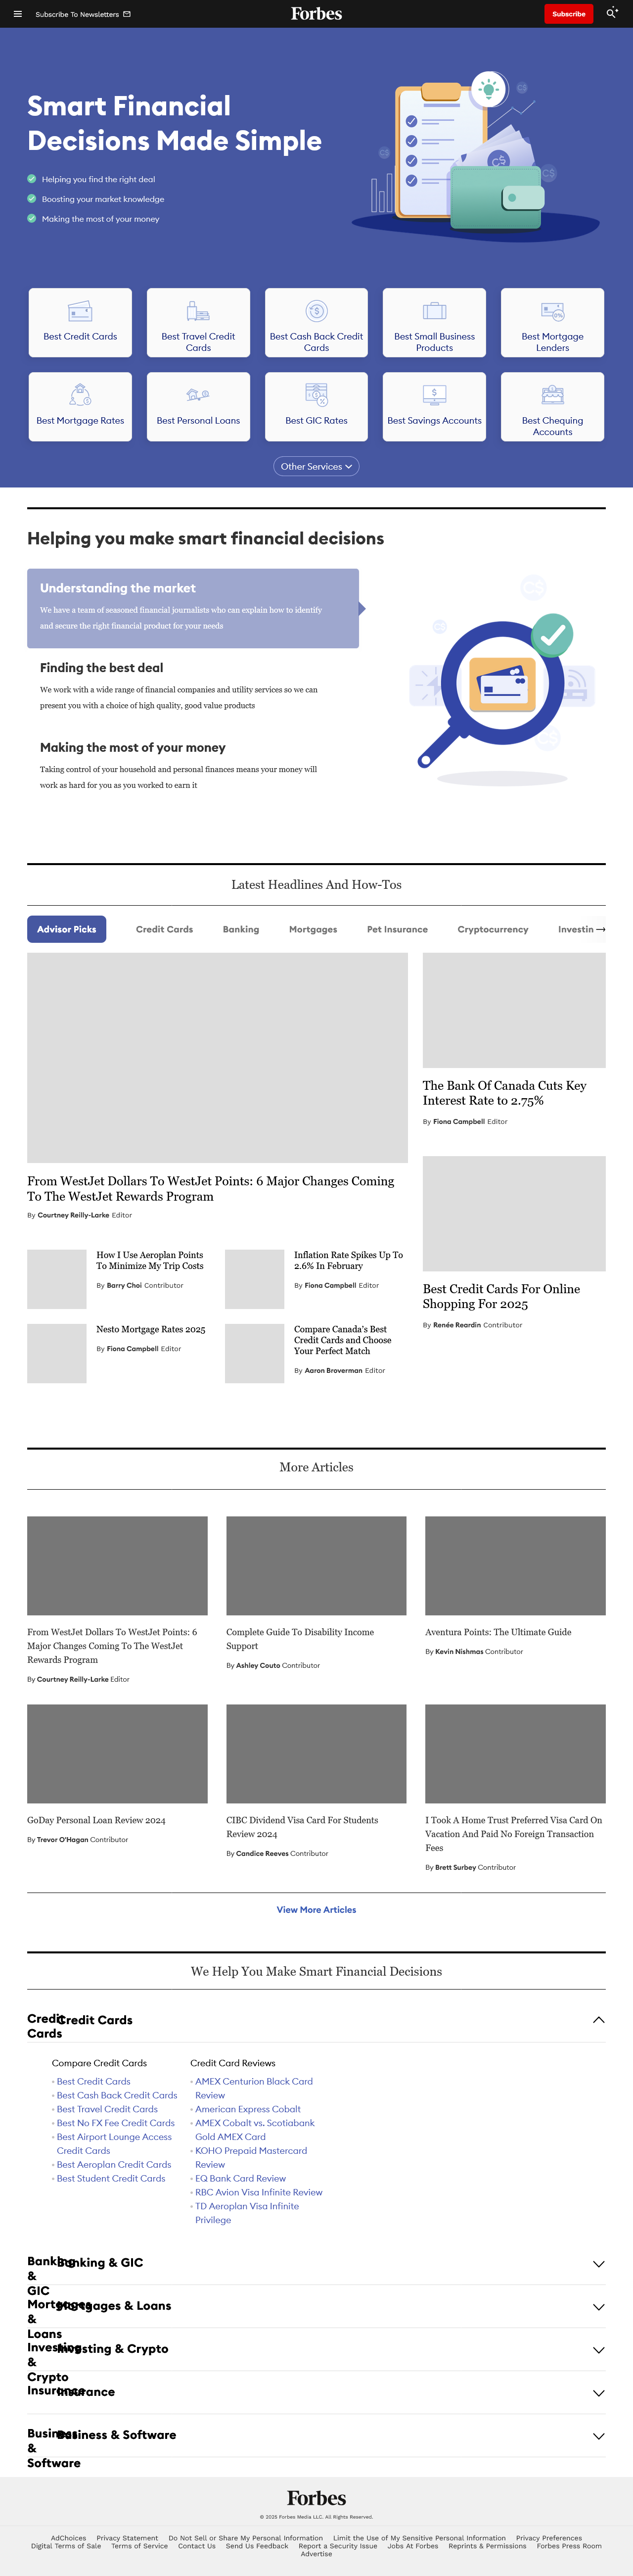 Subscribe To Newsletters
Forbes
Subscribe
Smart Financial
Decisions Made Simple
Helping you find the right deal
Boosting your market knowledge
Making the most of your money
Best Credit Cards
Best Travel Credit
Cards
Best Cash Back Credit
Cards
Best Small Business
Products
Best Mortgage
Lenders
Best Mortgage Rates
Best Personal Loans
Best GIC Rates
Best Savings Accounts
Best Chequing
Accounts
Other Services
Helping you make smart financial decisions
Understanding the market
We have a team of seasoned financial journalists who can explain how to identify
and secure the right financial product for your needs
Finding the best deal
We work with a wide range of financial companies and utility services so we can
present you with a choice of high quality, good value products
Making the most of your money
Taking control of your household and personal finances means your money will
work as hard for you as you worked to earn it
Latest Headlines And How-Tos
Advisor Picks
Credit Cards
Banking
Mortgages
Pet Insurance
Cryptocurrency
Investin
From WestJet Dollars To WestJet Points: 6 Major Changes Coming
To The WestJet Rewards Program
By Courtney Reilly-Larke Editor
The Bank Of Canada Cuts Key
Interest Rate to 2.75%
By Fiona Campbell Editor
Best Credit Cards For Online
Shopping For 2025
By Renée Reardin Contributor
How I Use Aeroplan Points
To Minimize My Trip Costs
By Barry Choi Contributor
Inflation Rate Spikes Up To
2.6% In February
By Fiona Campbell Editor
Nesto Mortgage Rates 2025
By Fiona Campbell Editor
Compare Canada's Best
Credit Cards and Choose
Your Perfect Match
By Aaron Broverman Editor
More Articles
From WestJet Dollars To WestJet Points: 6
Major Changes Coming To The WestJet
Rewards Program
By Courtney Reilly-Larke Editor
Complete Guide To Disability Income
Support
By Ashley Couto Contributor
Aventura Points: The Ultimate Guide
By Kevin Nishmas Contributor
GoDay Personal Loan Review 2024
By Trevor O'Hagan Contributor
CIBC Dividend Visa Card For Students
Review 2024
By Candice Reeves Contributor
I Took A Home Trust Preferred Visa Card On
Vacation And Paid No Foreign Transaction
Fees
By Brett Surbey Contributor
View More Articles
We Help You Make Smart Financial Decisions
Credit
Cards
Credit Cards
Compare Credit Cards
Best Credit Cards
Best Cash Back Credit Cards
Best Travel Credit Cards
Best No FX Fee Credit Cards
Best Airport Lounge Access
Credit Cards
Best Aeroplan Credit Cards
Best Student Credit Cards
Credit Card Reviews
AMEX Centurion Black Card
Review
American Express Cobalt
AMEX Cobalt vs. Scotiabank
Gold AMEX Card
KOHO Prepaid Mastercard
Review
EQ Bank Card Review
RBC Avion Visa Infinite Review
TD Aeroplan Visa Infinite
Privilege
Banking
&
GIC
Banking & GIC
Mortgages
&
Loans
Mortgages & Loans
Investing
&
Crypto
Investing & Crypto
Insurance
Insurance
Business
&
Software
Business & Software
Forbes
© 2026 Forbes Media LLC. All Rights Reserved.
AdChoices Privacy Statement Do Not Sell or Share My Personal Information Limit the Use of My Sensitive Personal Information Privacy Preferences
Digital Terms of Sale Terms of Service Contact Us Send Us Feedback Report a Security Issue Jobs At Forbes Reprints & Permissions Forbes Press Room
Advertise